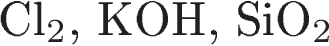 Cl₂, KOH, SiO₂